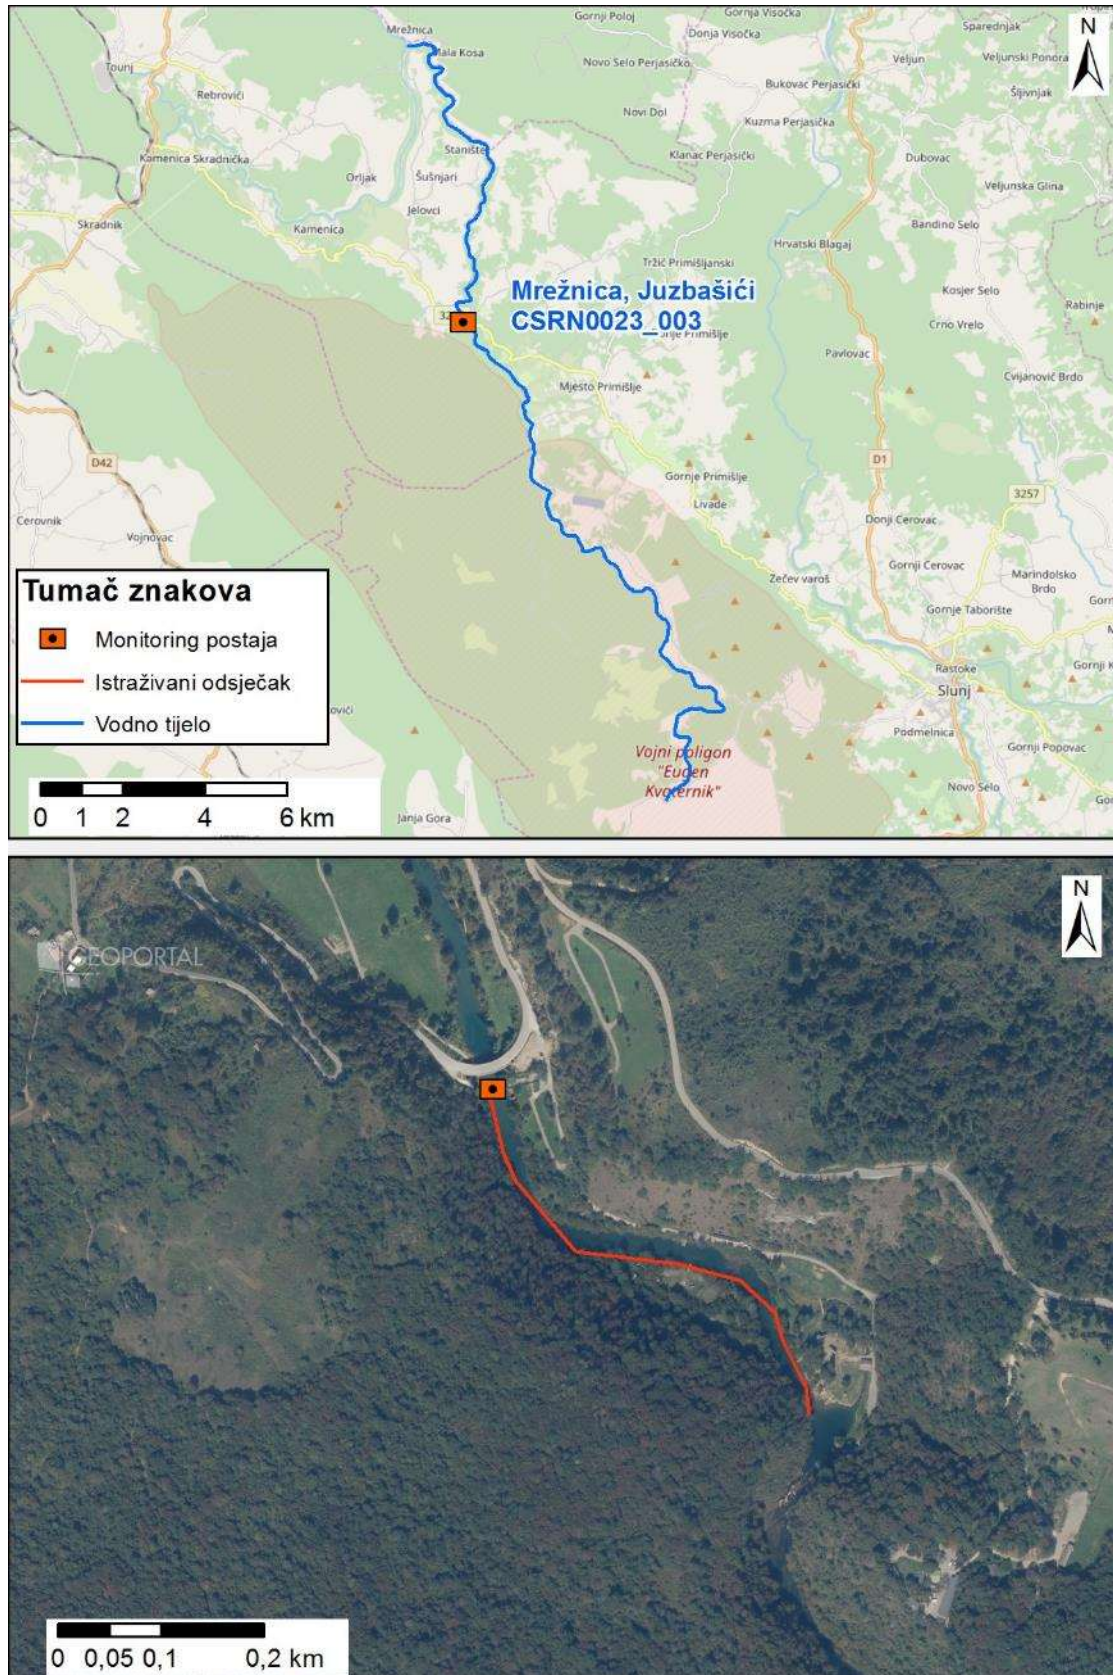 Mrežnica
Mala Kosa
Gornji Poloj
Gornja Visočka
Donja Visočka
Sparednjak
N
Tounj
Rebrovići
Novo Selo Perjasičko
Bukovac Perjasički
Veljun
Veljunski Ponora
Šljivnjak
Novi Dol
Kuzma Perjasička
Kamenica Skradnička
Stanište
Klanac Perjasički
Dubovac
Orljak
Šušnjari
Veljunska Glina
Jelovci
Skradnik
Kamenica
Bandino Selo
Hrvatski Blagaj
Tržić Primišljanski
Mrežnica, Juzbašići
CSRN0023_003
Kosjer Selo
Rabinje
Crno Vrelo
Pavlovac
Mjesto Primišlje
Cvijanović Brdo
D42
D1
Gornje Primišlje
Livade
3257
Cerovnik
Vojnovac
Donji Cerovac
Zečev varoš
Gornji Cerovac
Marindolsko
Brdo
Gornje Taborište
Rastoke
Slunj
Podmelnica
Gornji Popovac
Vojni poligon
"Eugen
Kvaternik"
Novo Selo
Janja Gora
Tumač znakova
Monitoring postaja
Istraživani odsječak
Vodno tijelo
0 1 2 4 6 km
N
GEOPORTAL
0 0,05 0,1 0,2 km